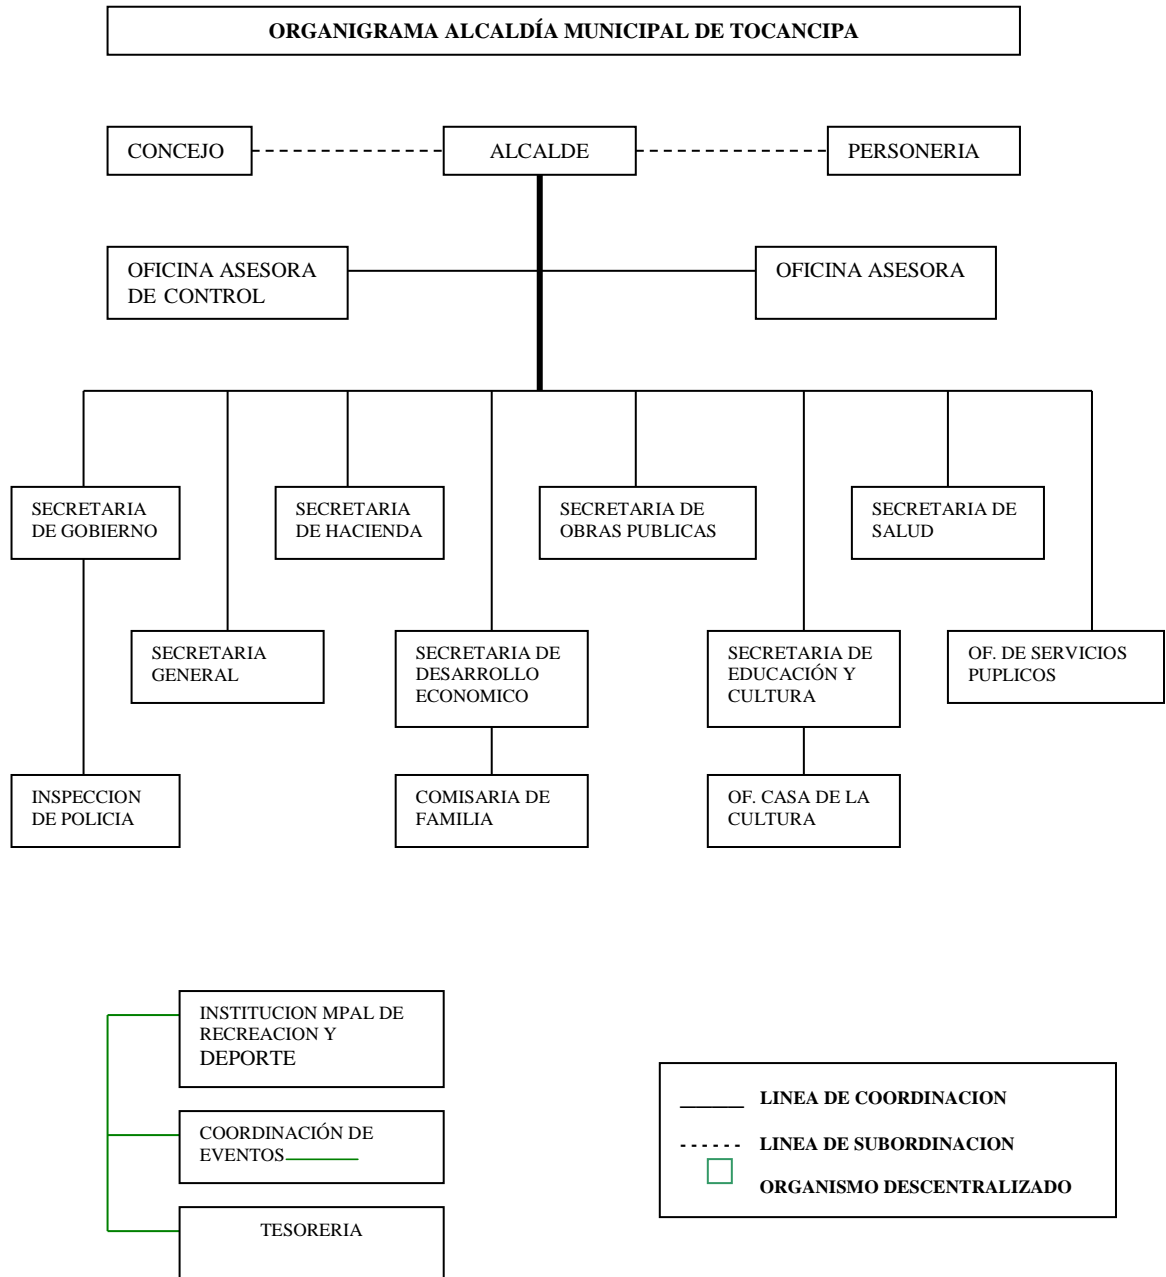 ORGANIGRAMA ALCALDÍA MUNICIPAL DE TOCANCIPA
CONCEJO
ALCALDE
PERSONERIA
OFICINA ASESORA
DE CONTROL
OFICINA ASESORA
SECRETARIA
DE GOBIERNO
SECRETARIA
DE HACIENDA
SECRETARIA DE
OBRAS PUBLICAS
SECRETARIA DE
SALUD
SECRETARIA
GENERAL
SECRETARIA DE
DESARROLLO
ECONOMICO
SECRETARIA DE
EDUCACIÓN Y
CULTURA
OF. DE SERVICIOS
PUPLICOS
INSPECCION
DE POLICIA
COMISARIA DE
FAMILIA
OF. CASA DE LA
CULTURA
INSTITUCION MPAL DE
RECREACION Y
DEPORTE
COORDINACIÓN DE
EVENTOS
TESORERIA
LINEA DE COORDINACION
LINEA DE SUBORDINACION
ORGANISMO DESCENTRALIZADO